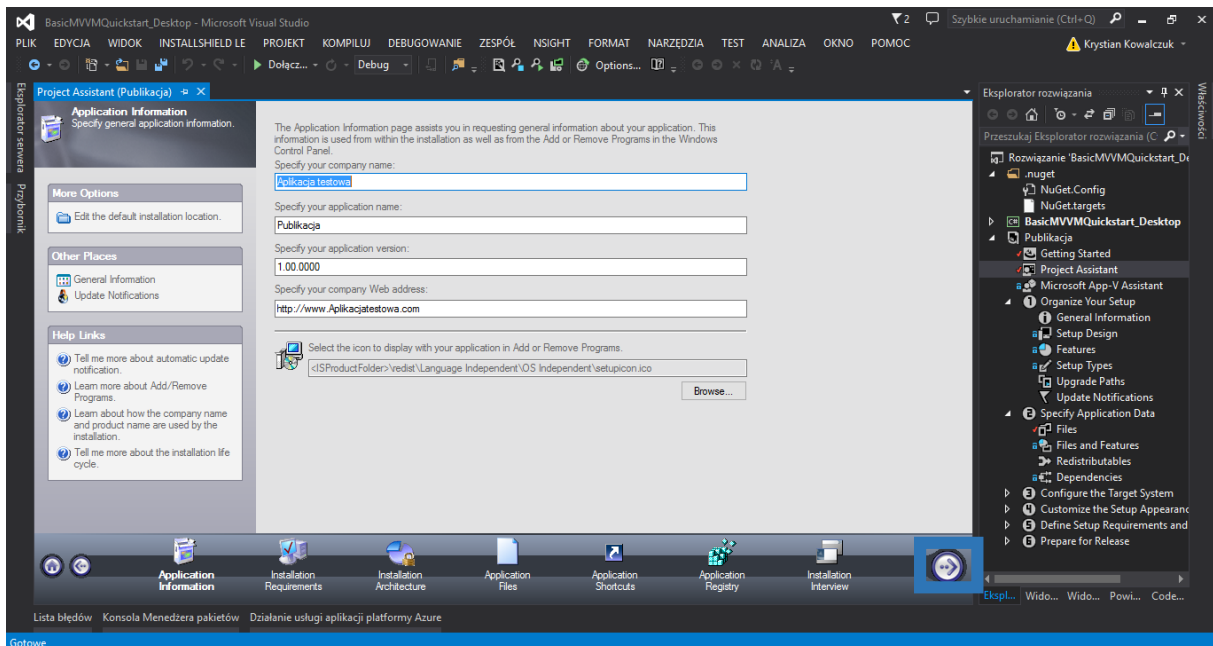 BasicMVVMQuickstart_Desktop - Microsoft Visual Studio
2
Szybkie uruchamianie (Ctrl+Q)
PLIK EDYCJA WIDOK INSTALLSHIELD LE PROJEKT KOMPILUJ DEBUGOWANIE ZESPÓŁ NSIGHT FORMAT NARZĘDZIA TEST ANALIZA OKNO POMOC
Krystian Kowalczuk
Dołącz... Debug Options...
Eksplorator serwera
Przybornik
Project Assistant (Publikacja)
Application Information
Specify general application information.
More Options
Edit the default installation location.
Other Places
General Information
Update Notifications
Help Links
Tell me more about automatic update
notification.
Learn more about Add/Remove
Programs.
Learn about how the company name
and product name are used by the
installation.
Tell me more about the installation life
cycle.
The Application Information page assists you in requesting general information about your application. This
information is used from within the installation as well as from the Add or Remove Programs in the Windows
Control Panel.
Specify your company name:
Aplikacja testowa
Specify your application name:
Publikacja
Specify your application version:
1.00.0000
Specify your company Web address:
http://www.Aplikacjatestowa.com
Select the icon to display with your application in Add or Remove Programs.
<ISProductFolder>\redist\Language Independent\OS Independent\setupicon.ico
Browse...
Application
Information
Installation
Requirements
Installation
Architecture
Application
Files
Application
Shortcuts
Application
Registry
Installation
Interview
Eksplorator rozwiązania
Przeszukaj Eksplorator rozwiązania (C
Rozwiązanie 'BasicMVVMQuickstart_De
.nuget
NuGet.Config
NuGet.targets
BasicMVVMQuickstart_Desktop
Publikacja
Getting Started
Project Assistant
Microsoft App-V Assistant
1 Organize Your Setup
General Information
Setup Design
Features
Setup Types
Upgrade Paths
Update Notifications
2 Specify Application Data
Files
Files and Features
Redistributables
Dependencies
3 Configure the Target System
4 Customize the Setup Appearanc
5 Define Setup Requirements and
6 Prepare for Release
Ekspl... Wido... Wido... Powi... Code...
Właściwości
Lista błędów Konsola Menedżera pakietów Działanie usługi aplikacji platformy Azure
Gotowe